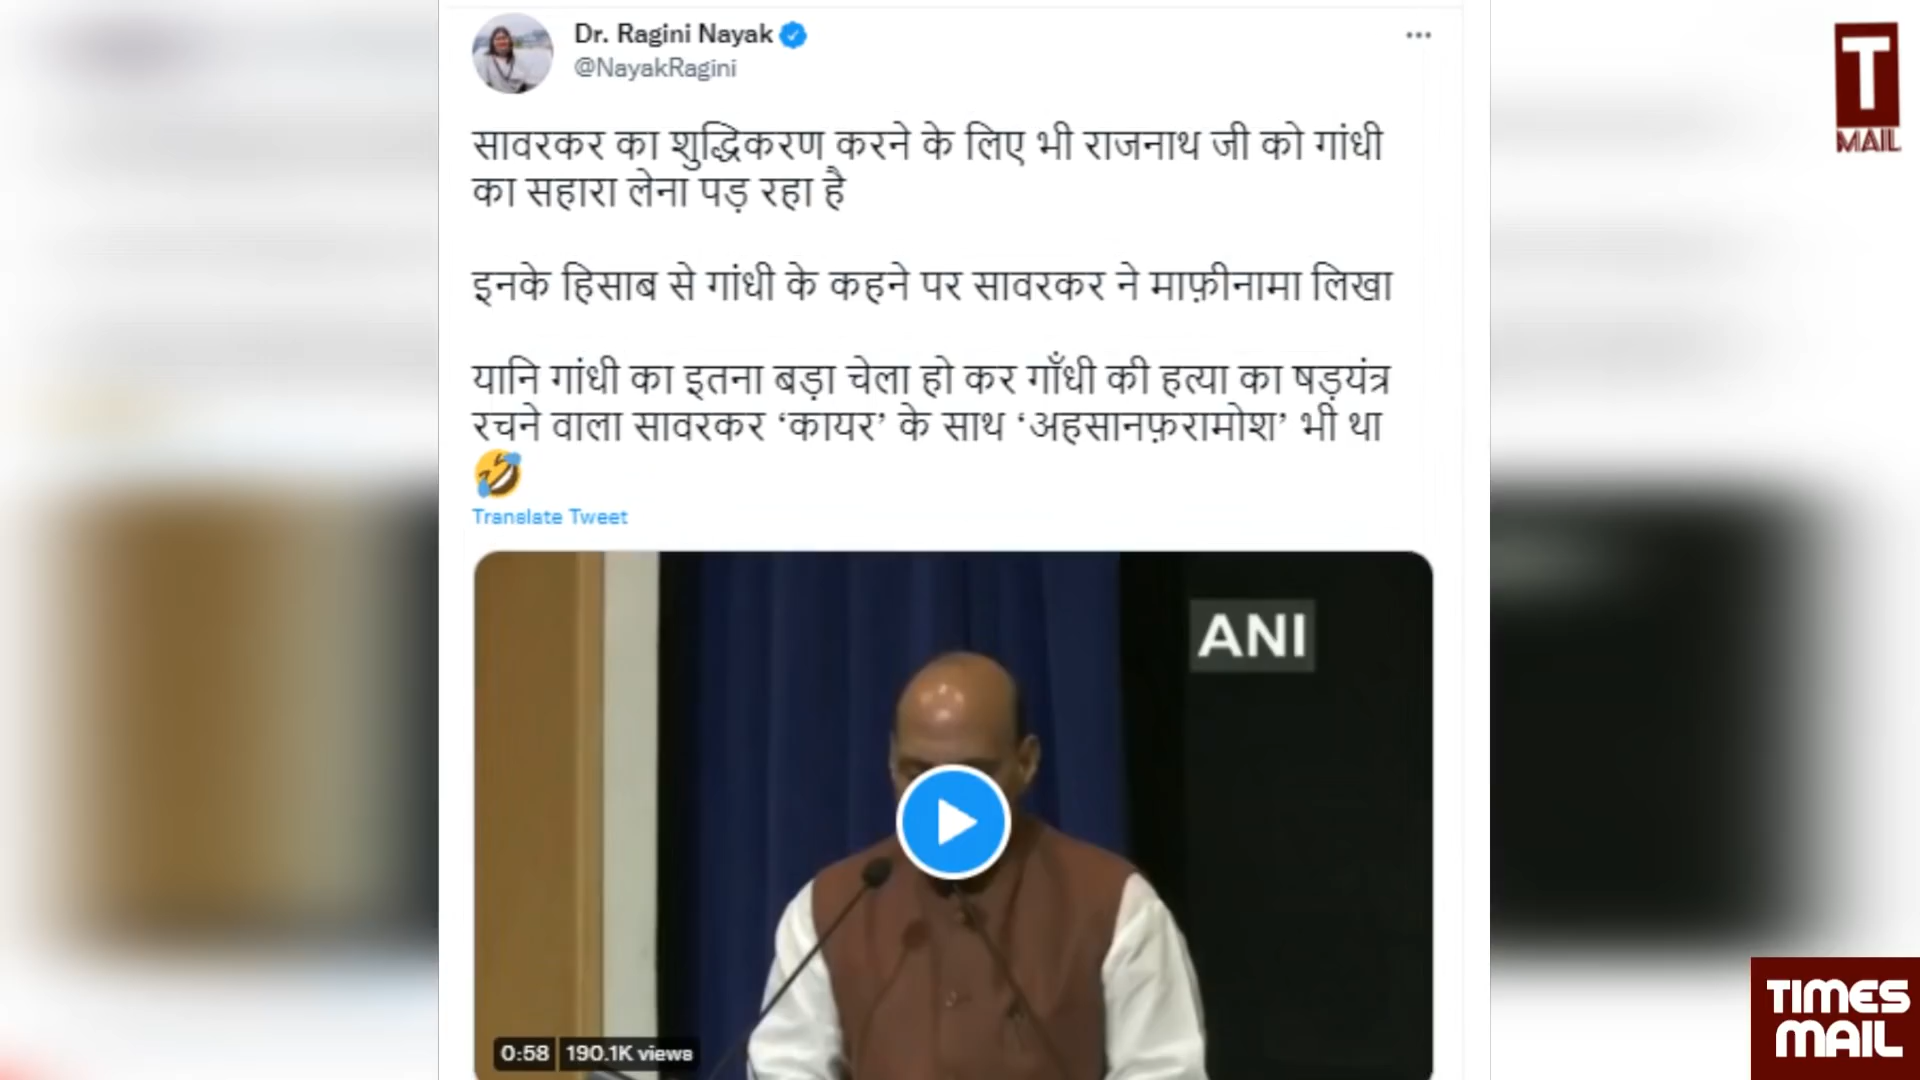 Dr. Ragini Nayak
@NayakRagini
सावरकर का शुद्धिकरण करने के लिए भी राजनाथ जी को गांधी
का सहारा लेना पड़ रहा है
इनके हिसाब से गांधी के कहने पर सावरकर ने माफ़ीनामा लिखा
यानि गांधी का इतना बड़ा चेला हो कर गाँधी की हत्या का षड़यंत्र
रचने वाला सावरकर ‘कायर’ के साथ ‘अहसानफ़रामोश’ भी था
🤣
Translate Tweet
ANI
0:58 190.1K views
T
MAIL
TIMES
MAIL